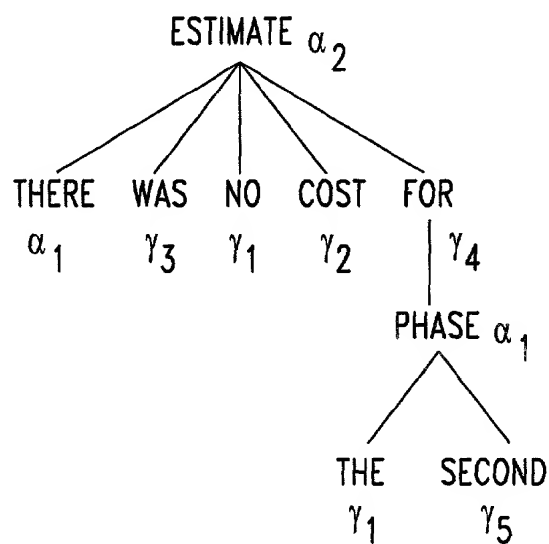 ESTIMATE α2
THERE WAS NO COST FOR
α1 γ3 γ1 γ2 γ4
PHASE α1
THE SECOND
γ1 γ5